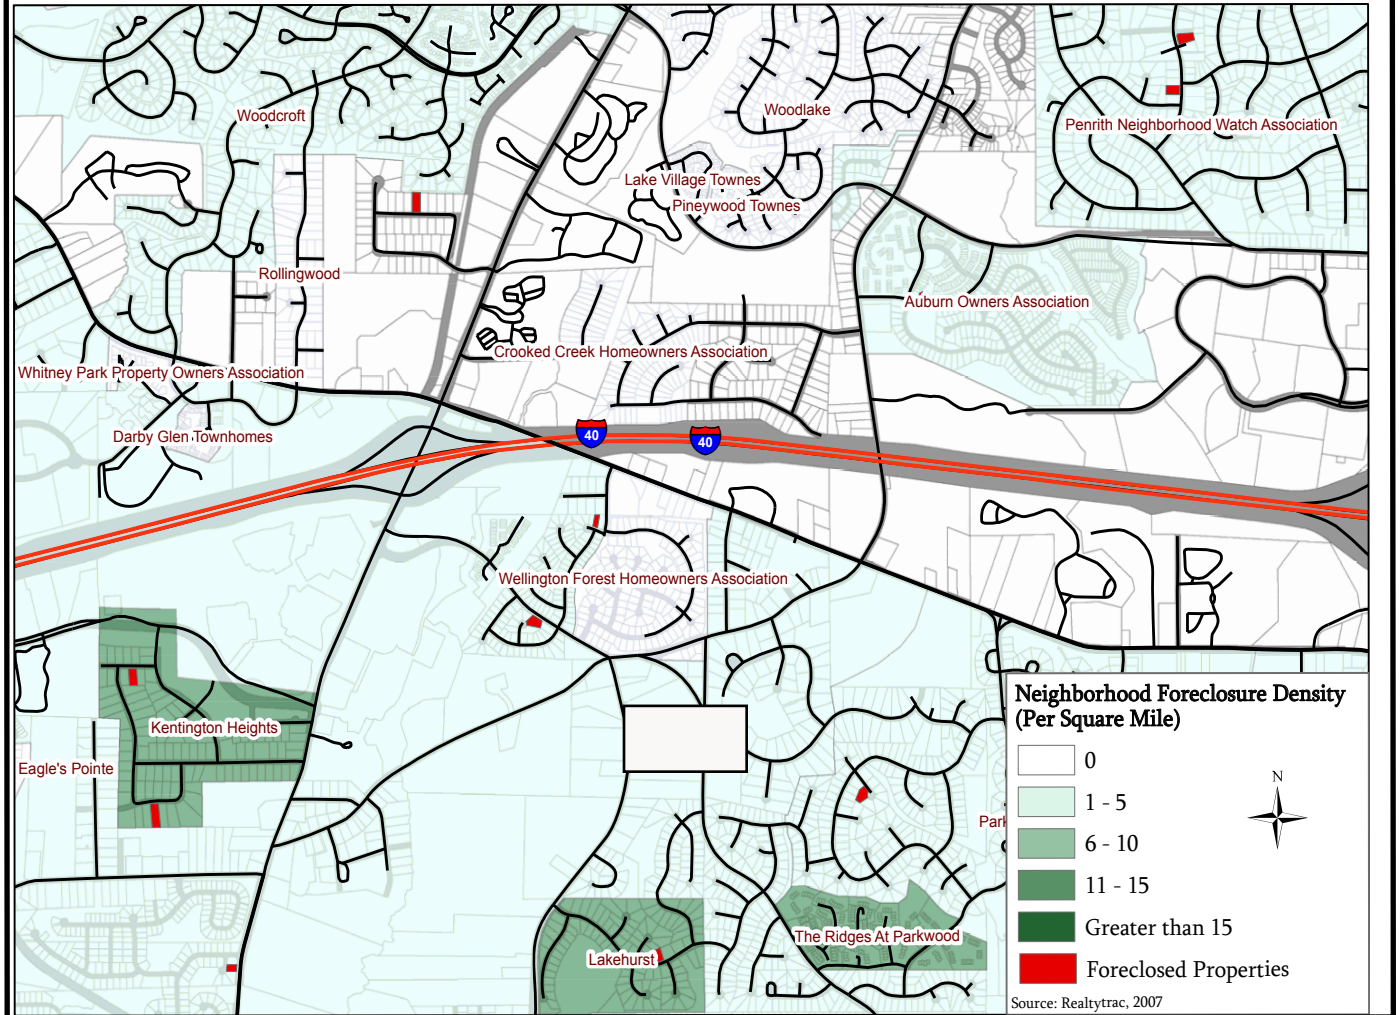 Woodcroft
Woodlake
Penrith Neighborhood Watch Association
Lake Village Townes
Pineywood Townes
Rollingwood
Auburn Owners Association
Crooked Creek Homeowners Association
Whitney Park Property Owners Association
Darby Glen Townhomes
40
40
Wellington Forest Homeowners Association
Kentington Heights
Eagle's Pointe
Park
The Ridges At Parkwood
Lakehurst
Neighborhood Foreclosure Density
(Per Square Mile)
0
1 - 5
6 - 10
11 - 15
Greater than 15
Foreclosed Properties
N
Source: Realtytrac, 2007